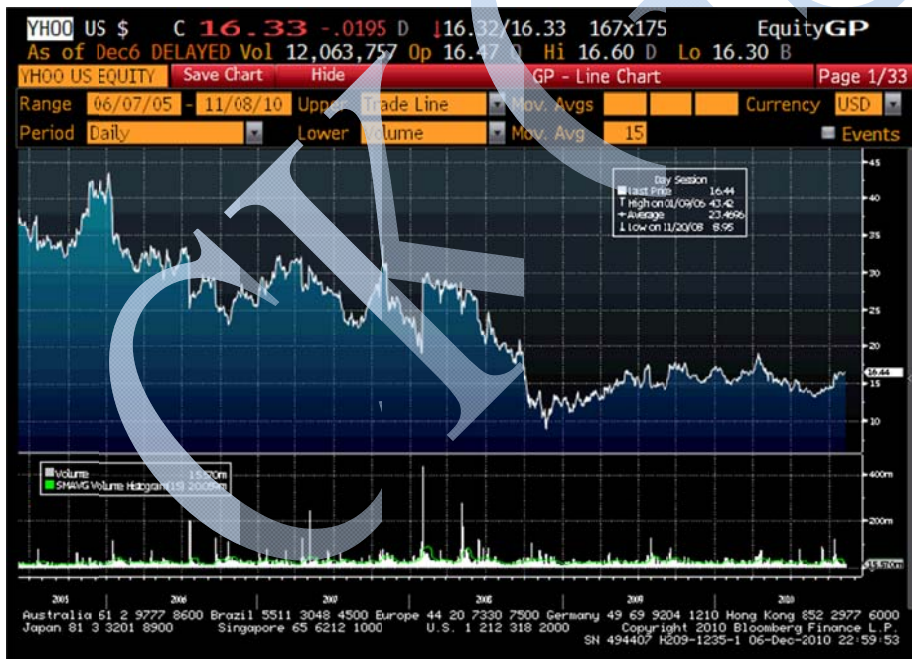 YHOO US $ C 16.33 -.0195 D ↓16.32/16.33 167x175 EquityGP
As of Dec6 DELAYED Vol 12,063,757 Op 16.47 Hi 16.60 D Lo 16.30 B
YHOO US EQUITY Save Chart Hide GP - Line Chart Page 1/33
Range 06/07/05 - 11/08/10 Upper Trade Line Mov. Avgs Currency USD
Period Daily Lower Volume Mov. Avg 15 Events
45
Day Session
Last Price 16.44
High on 01/09/06 43.42
Average 23.4696
Low on 11/20/08 8.95
40
35
30
25
20
16.44
15
10
Volume 15.570m
SMAVG Volume Histogram(15)
400m
200m
15.570m
2005 2006 2007 2008 2009 2010
Australia 61 2 9777 8600 Brazil 5511 3048 4500 Europe 44 20 7330 7500 Germany 49 69 9204 1210 Hong Kong 852 2977 6000
Japan 81 3 3201 8900 Singapore 65 6212 1000 U.S. 1 212 318 2000 Copyright 2010 Bloomberg Finance L.P.
SN 494407 H209-1235-1 06-Dec-2010 22:59:53
CK